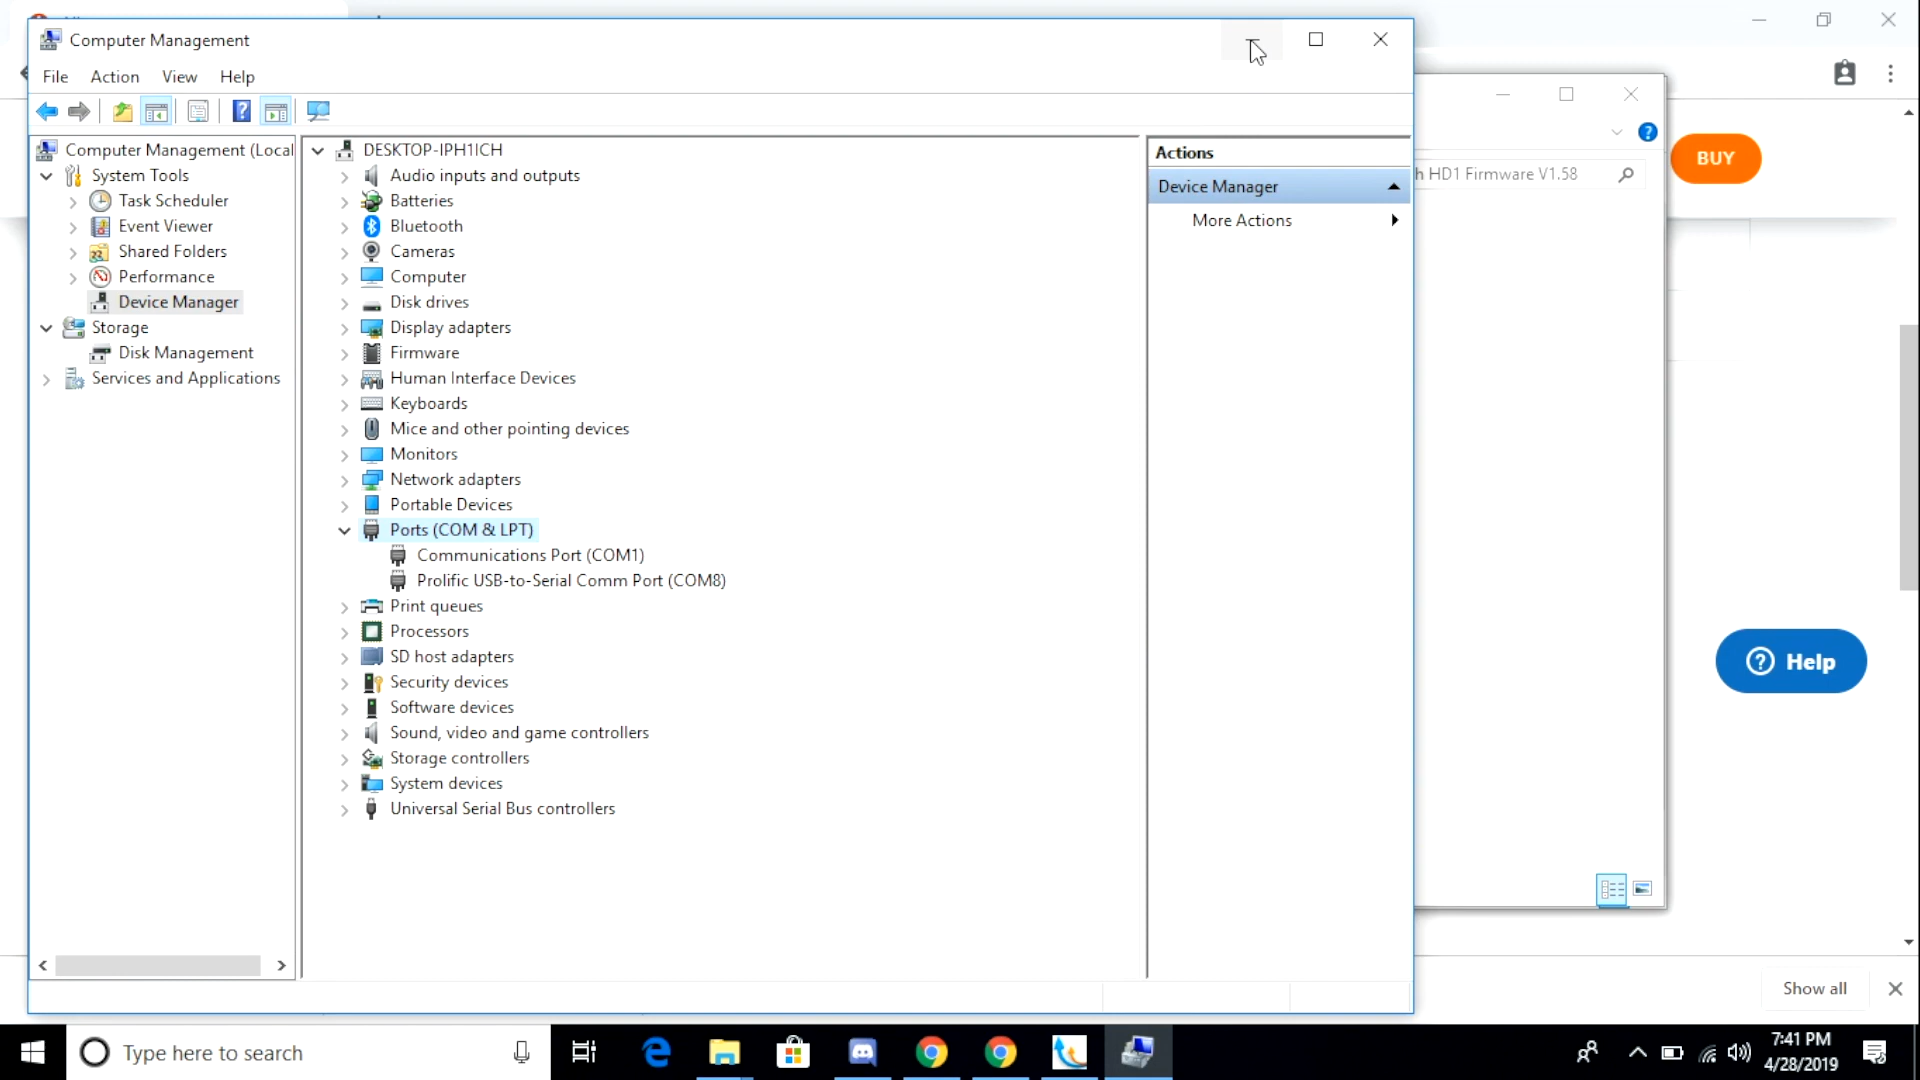 Computer Management
File Action View Help
Computer Management (Local
System Tools
Task Scheduler
Event Viewer
Shared Folders
Performance
Device Manager
Storage
Disk Management
Services and Applications
DESKTOP-IPH1ICH
Audio inputs and outputs
Batteries
Bluetooth
Cameras
Computer
Disk drives
Display adapters
Firmware
Human Interface Devices
Keyboards
Mice and other pointing devices
Monitors
Network adapters
Portable Devices
Ports (COM & LPT)
Communications Port (COM1)
Prolific USB-to-Serial Comm Port (COM8)
Print queues
Processors
SD host adapters
Security devices
Software devices
Sound, video and game controllers
Storage controllers
System devices
Universal Serial Bus controllers
Actions
Device Manager
More Actions
h HD1 Firmware V1.58
BUY
Help
Show all
Type here to search
7:41 PM
4/28/2019